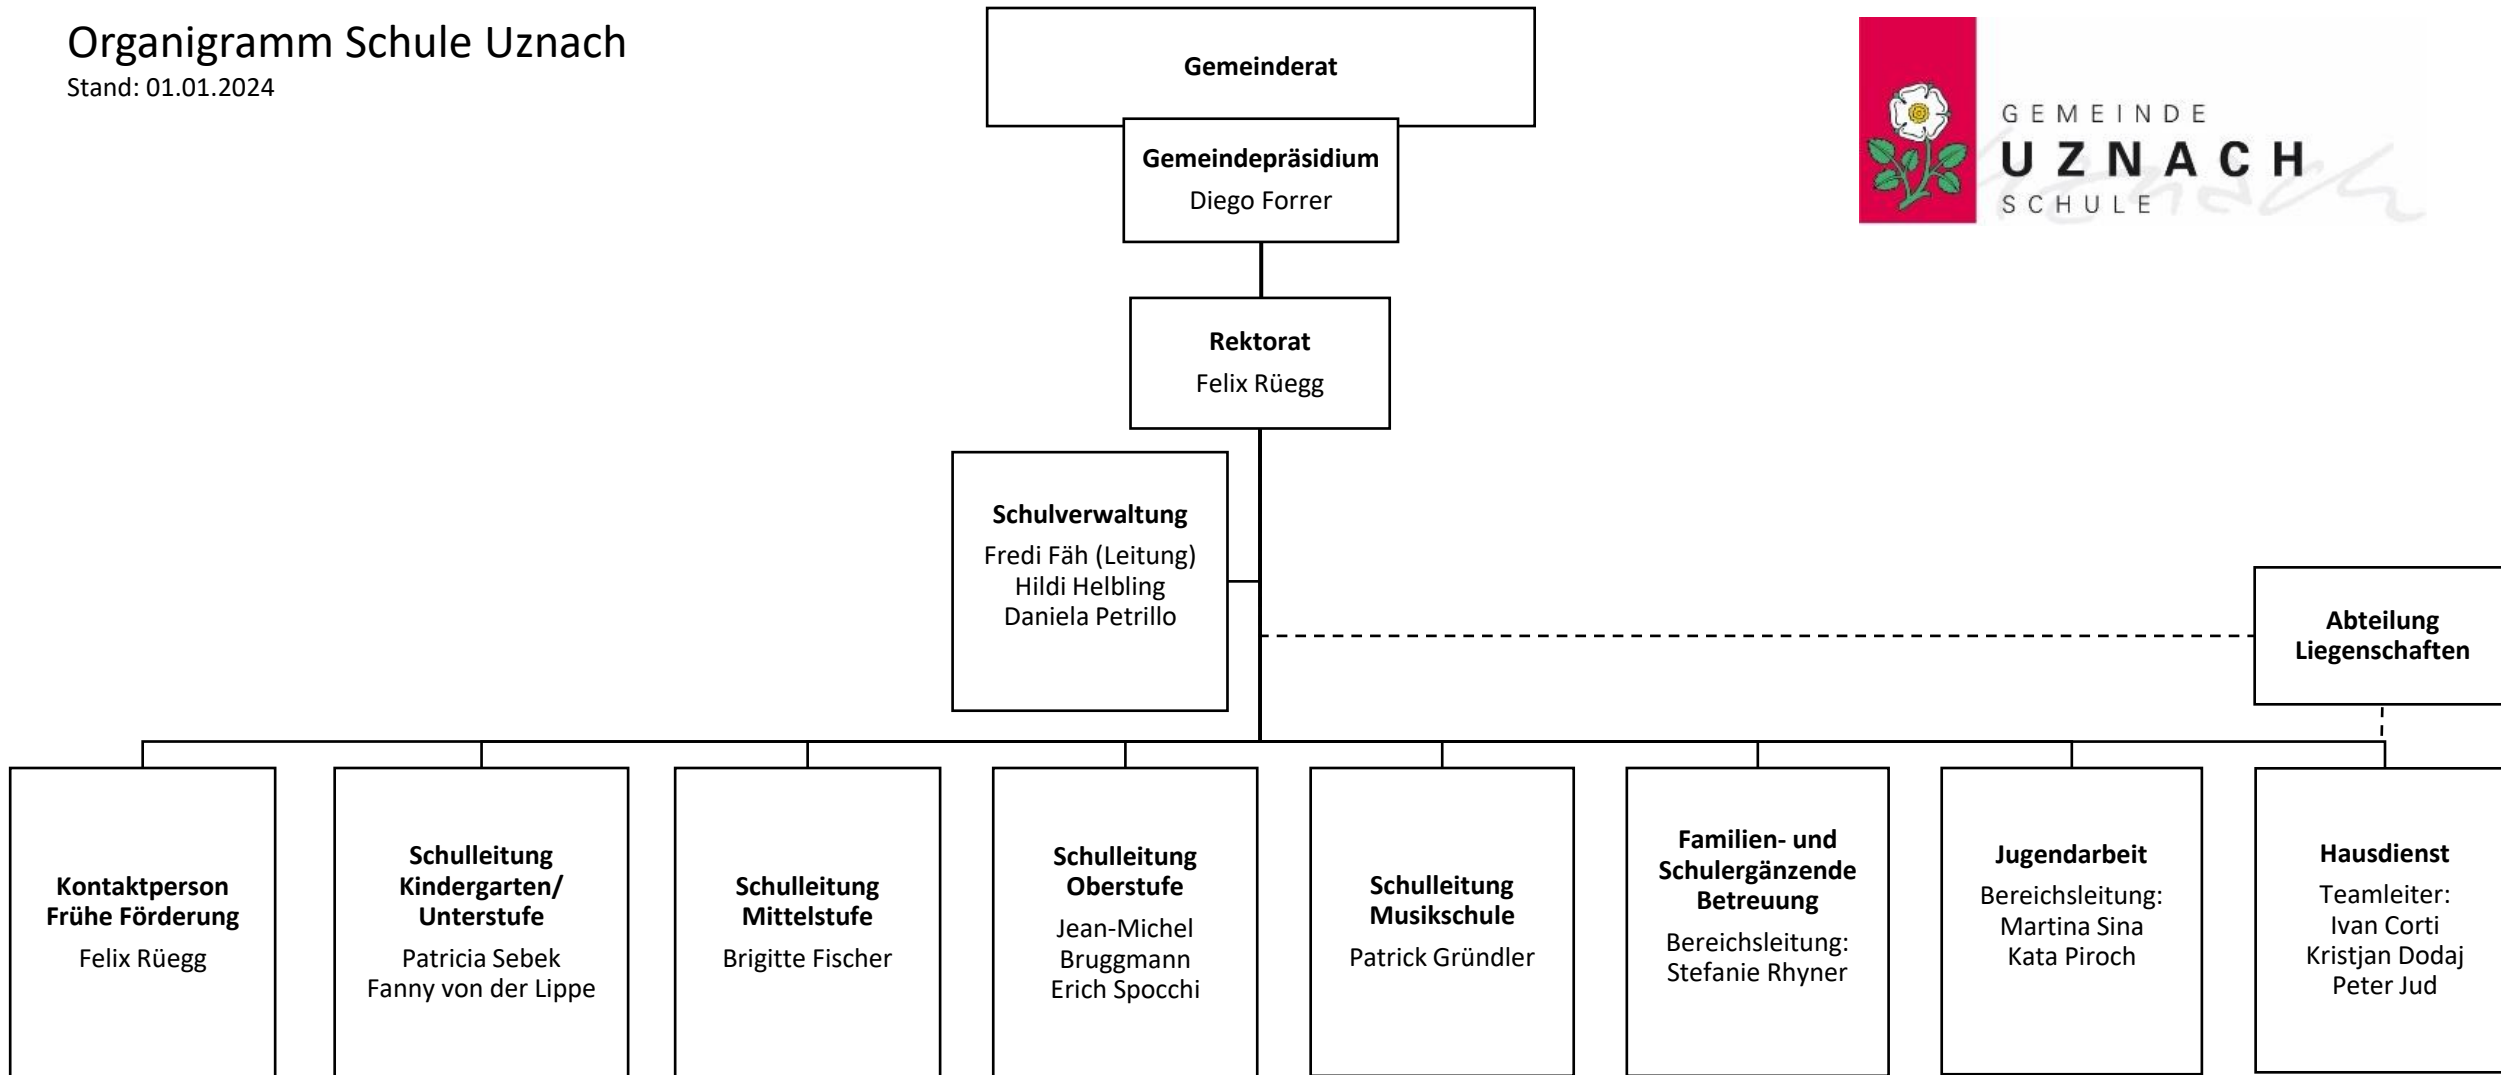 Organigramm Schule Uznach
Stand: 01.01.2024
Gemeinderat
GEMEINDE
UZNACH
SCHULE
Gemeindepräsidium
Diego Forrer
Rektorat
Felix Rüegg
Schulverwaltung
Fredi Fäh (Leitung)
Hildi Helbling
Daniela Petrillo
Abteilung
Liegenschaften
Kontaktperson
Frühe Förderung
Felix Rüegg
Schulleitung
Kindergarten/
Unterstufe
Patricia Sebek
Fanny von der Lippe
Schulleitung
Mittelstufe
Brigitte Fischer
Schulleitung
Oberstufe
Jean-Michel
Bruggmann
Erich Spocchi
Schulleitung
Musikschule
Patrick Gründler
Familien- und
Schulergänzende
Betreuung
Bereichsleitung:
Stefanie Rhyner
Jugendarbeit
Bereichsleitung:
Martina Sina
Kata Piroch
Hausdienst
Teamleiter:
Ivan Corti
Kristjan Dodaj
Peter Jud